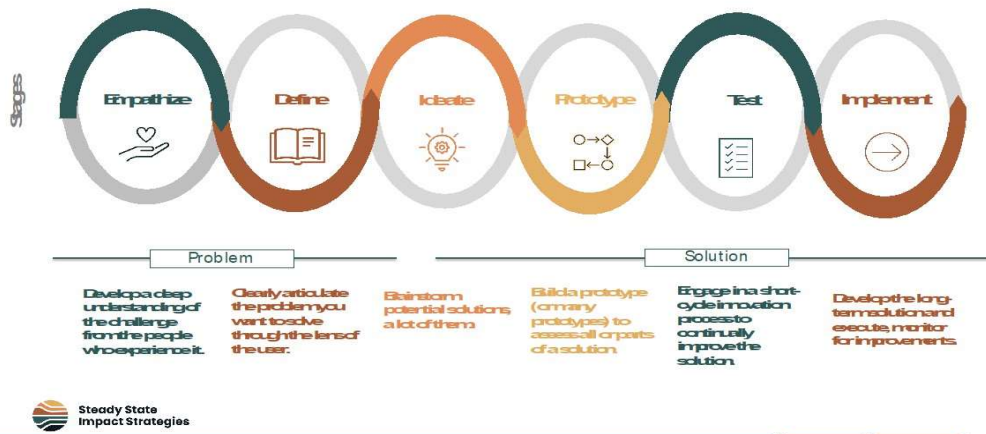 Stages
Empathize
Define
Ideate
Prototype
Test
Implement
Problem
Solution
Develop a deep
understanding of
the challenge
from the people
who experience it.
Clearly articulate
the problem you
want to solve
through the lens of
the user.
Brainstorm
potential solutions,
a lot of them.
Build a prototype
(or many
prototypes) to
assess all or parts
of a solution.
Engage in a short-
cycle innovation
process to
continually
improve the
solution.
Develop the long-
term solution and
execute, monitor
for improvements.
Steady State
Impact Strategies